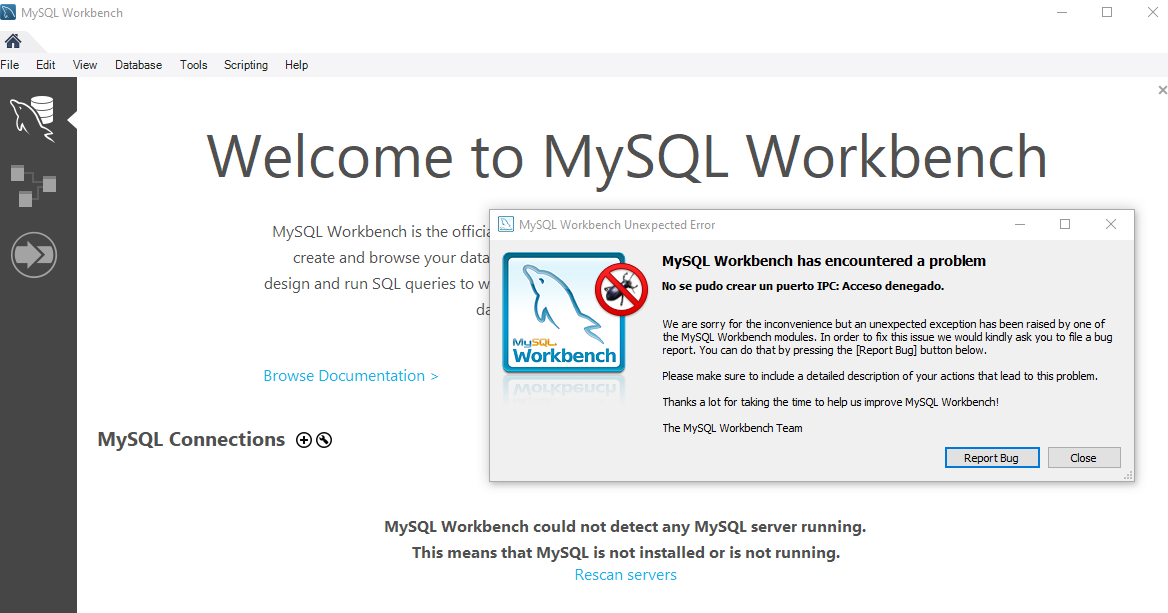 MySQL Workbench
File Edit View Database Tools Scripting Help
Welcome to MySQL Workbench
MySQL Workbench is the officia
create and browse your data
design and run SQL queries to w
da
Browse Documentation >
MySQL Connections
MySQL Workbench Unexpected Error
MySQL Workbench
MySQL Workbench has encountered a problem
No se pudo crear un puerto IPC: Acceso denegado.
We are sorry for the inconvenience but an unexpected exception has been raised by one of
the MySQL Workbench modules. In order to fix this issue we would kindly ask you to file a bug
report. You can do that by pressing the [Report Bug] button below.
Please make sure to include a detailed description of your actions that lead to this problem.
Thanks a lot for taking the time to help us improve MySQL Workbench!
The MySQL Workbench Team
Report Bug Close
MySQL Workbench could not detect any MySQL server running.
This means that MySQL is not installed or is not running.
Rescan servers